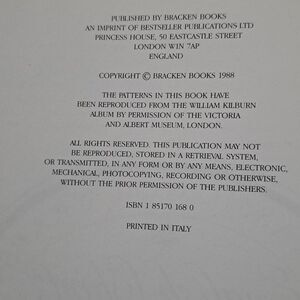 PUBLISHED BY BRACKEN BOOKS
AN IMPRINT OF BESTSELLER PUBLICATIONS LTD
PRINCESS HOUSE, 50 EASTCASTLE STREET
LONDON W1N 7AP
ENGLAND
COPYRIGHT © BRACKEN BOOKS 1988
THE PATTERNS IN THIS BOOK HAVE
BEEN REPRODUCED FROM THE WILLIAM KILBURN
ALBUM BY PERMISSION OF THE VICTORIA
AND ALBERT MUSEUM, LONDON.
ALL RIGHTS RESERVED. THIS PUBLICATION MAY NOT
BE REPRODUCED, STORED IN A RETRIEVAL SYSTEM,
OR TRANSMITTED, IN ANY FORM OR BY ANY MEANS, ELECTRONIC,
MECHANICAL, PHOTOCOPYING, RECORDING OR OTHERWISE,
WITHOUT THE PRIOR PERMISSION OF THE PUBLISHERS.
ISBN 1 85170 168 0
PRINTED IN ITALY